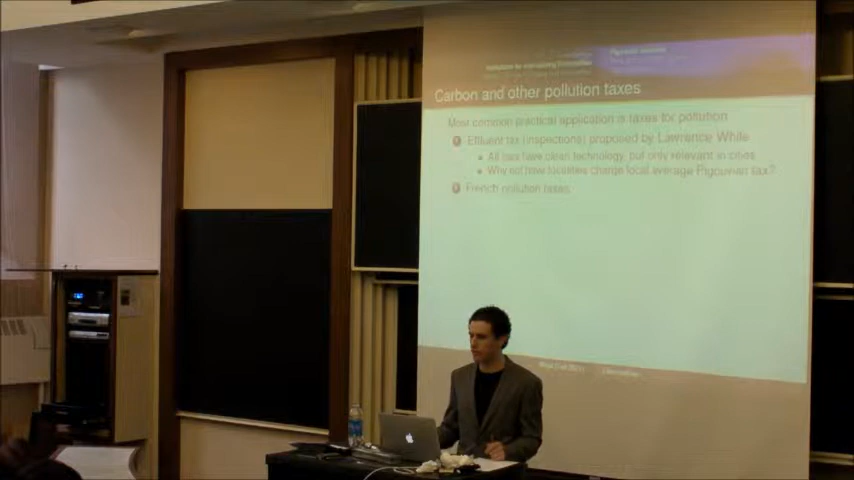 Carbon and other pollution taxes
Most common practical application is taxes for pollution
1 Effluent tax (inspections) proposed by Lawrence While
All cars have clean technology, but only relevant in cities
Why not have localities charge local average Pigouvian tax?
French pollution taxes